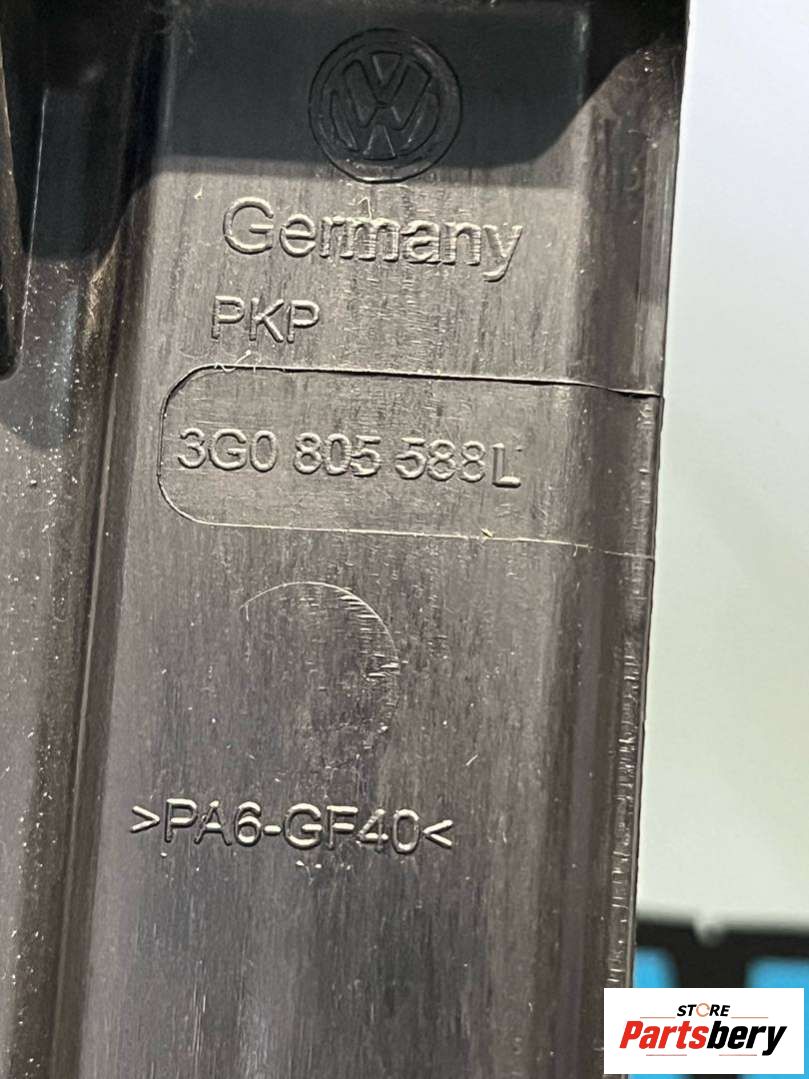 Germany
PKP
3G0 805 588L
>PA6-GF40<
STORE
Partsbery